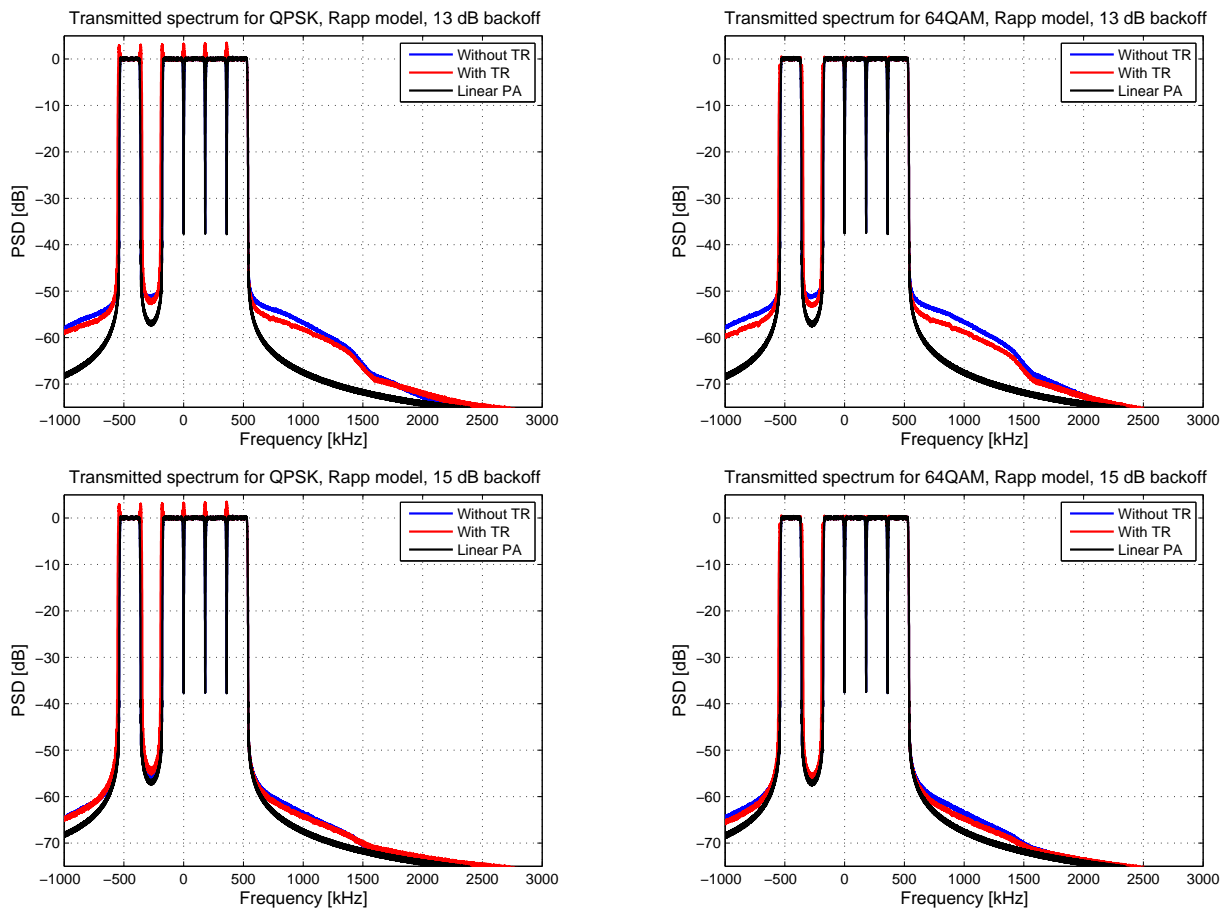 Transmitted spectrum for QPSK, Rapp model, 13 dB backoff
0
−10
−20
−30
−40
−50
−60
−70
PSD [dB]
−1000 −500 0 500 1000 1500 2000 2500 3000
Frequency [kHz]
Without TR
With TR
Linear PA
Transmitted spectrum for 64QAM, Rapp model, 13 dB backoff
0
−10
−20
−30
−40
−50
−60
−70
PSD [dB]
−1000 −500 0 500 1000 1500 2000 2500 3000
Frequency [kHz]
Without TR
With TR
Linear PA
Transmitted spectrum for QPSK, Rapp model, 15 dB backoff
0
−10
−20
−30
−40
−50
−60
−70
PSD [dB]
−1000 −500 0 500 1000 1500 2000 2500 3000
Frequency [kHz]
Without TR
With TR
Linear PA
Transmitted spectrum for 64QAM, Rapp model, 15 dB backoff
0
−10
−20
−30
−40
−50
−60
−70
PSD [dB]
−1000 −500 0 500 1000 1500 2000 2500 3000
Frequency [kHz]
Without TR
With TR
Linear PA